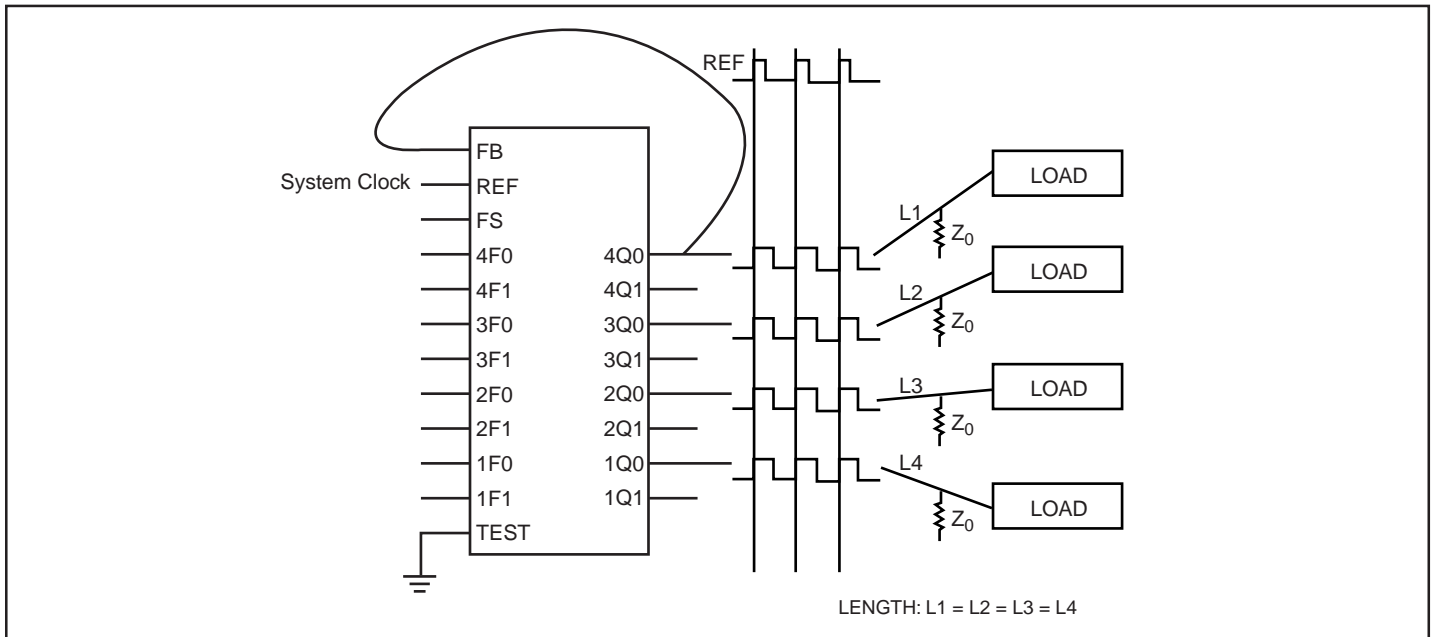 REF
FB
System Clock
REF
FS
4F0
4F1
3F0
3F1
2F0
2F1
1F0
1F1
TEST
4Q0
4Q1
3Q0
3Q1
2Q0
2Q1
1Q0
1Q1
L1
Z0
LOAD
L2
Z0
LOAD
L3
Z0
LOAD
L4
Z0
LOAD
LENGTH: L1 = L2 = L3 = L4